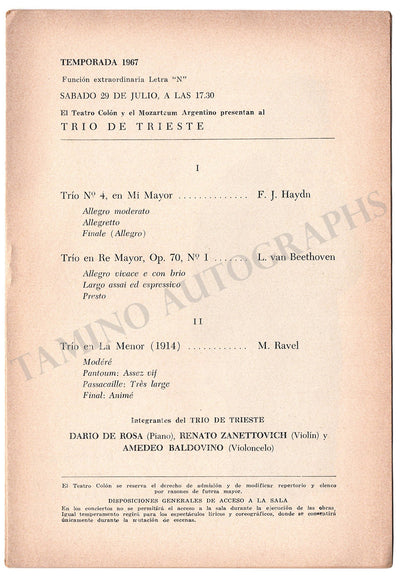 TEMPORADA 1967
Función extraordinaria Letra "N"
SABADO 29 DE JULIO, A LAS 17.30
El Teatro Colón y el Mozarteum Argentino presentan al
TRIO DE TRIESTE
I
Trío Nº 4, en Mi Mayor .............. F. J. Haydn
Allegro moderato
Allegretto
Finale (Allegro)
Trío en Re Mayor, Op. 70, Nº 1 ....... L. van Beethoven
Allegro vivace e con brio
Largo assai ed espressivo
Presto
II
Trío en La Menor (1914) ............ M. Ravel
Modéré
Pantoum: Assez vif
Passacaille: Très large
Final: Animé
Integrantes del TRIO DE TRIESTE
DARIO DE ROSA (Piano), RENATO ZANETTOVICH (Violín) y
AMEDEO BALDOVINO (Violoncelo)
El Teatro Colón se reserva el derecho de admisión y de modificar repertorio y elenco
por razones de fuerza mayor.
DISPOSICIONES GENERALES DE ACCESO A LA SALA
En los conciertos no se permitirá el acceso a la sala durante la ejecución de las obras.
Igual temperamento regirá para los espectáculos líricos y coreográficos, donde se consentirá
únicamente durante la mutación de escenas.
TAMINO AUTOGRAPHS